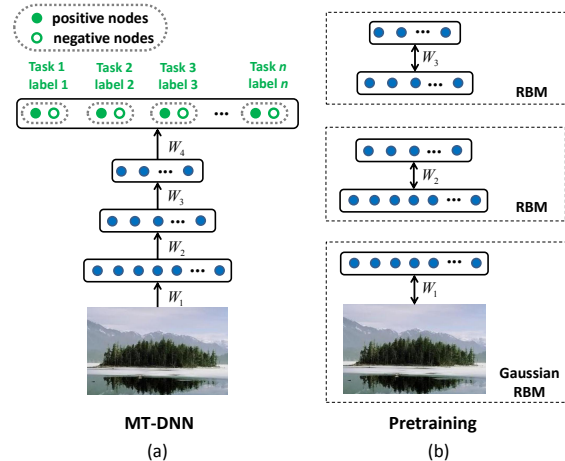 positive nodes
negative nodes
Task 1 Task 2 Task 3 Task n
label 1 label 2 label 3 label n
...
W4
...
W3
...
W2
...
W1
MT-DNN
(a)
...
W3
...
RBM
...
W2
...
RBM
...
W1
Gaussian
RBM
Pretraining
(b)